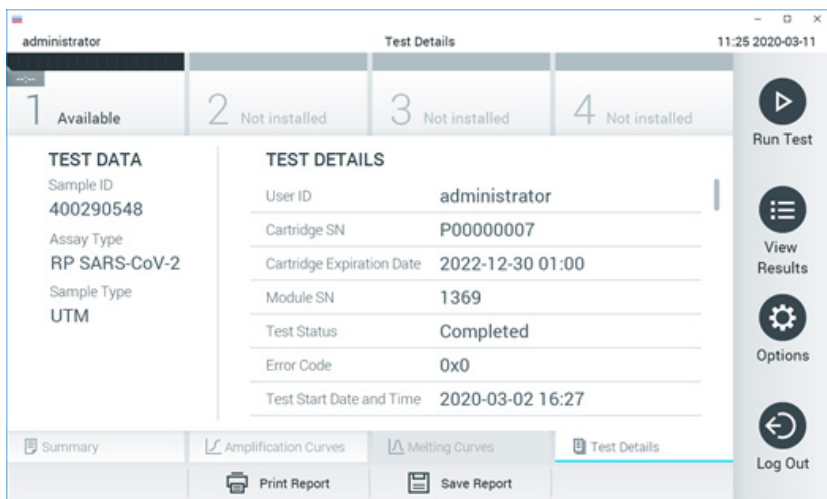 administrator
Test Details
11:25 2020-03-11
--:--
1 Available
2 Not installed
3 Not installed
4 Not installed
Run Test
View
Results
Options
Log Out
TEST DATA
Sample ID
400290548
Assay Type
RP SARS-CoV-2
Sample Type
UTM
TEST DETAILS
User ID administrator
Cartridge SN P00000007
Cartridge Expiration Date 2022-12-30 01:00
Module SN 1369
Test Status Completed
Error Code 0x0
Test Start Date and Time 2020-03-02 16:27
Summary
Amplification Curves
Melting Curves
Test Details
Print Report
Save Report